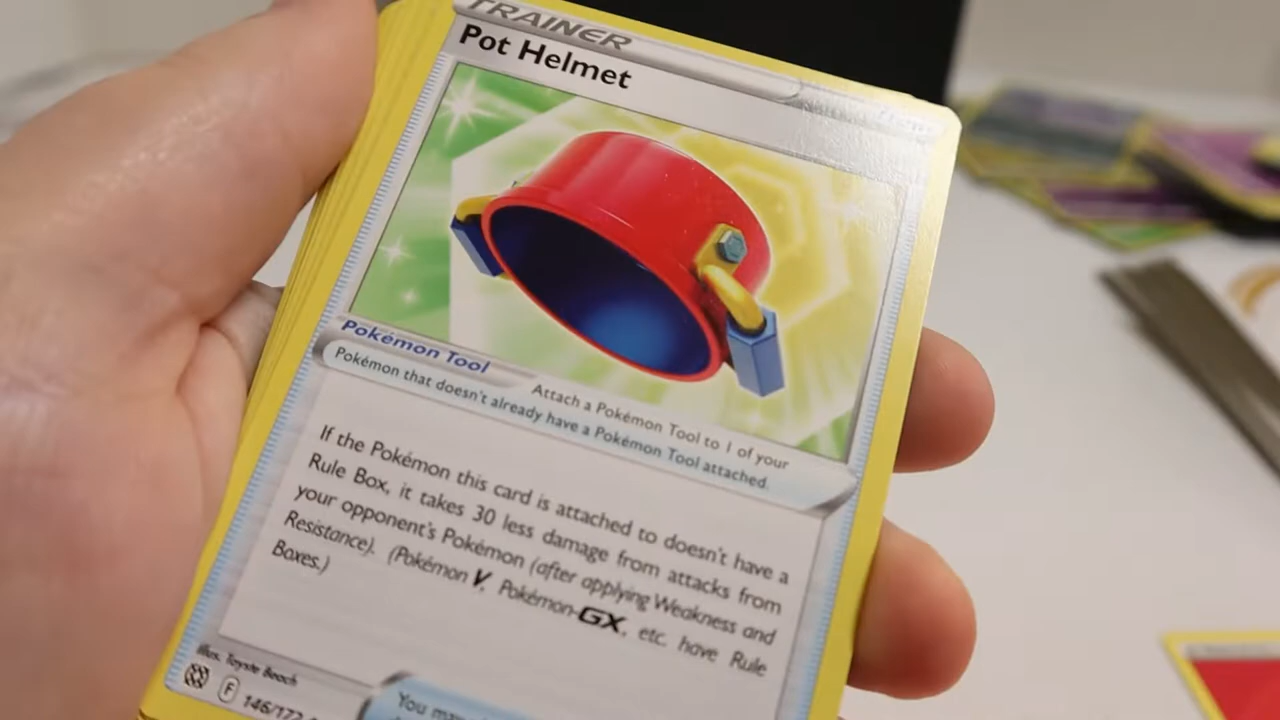 TRAINER
Pot Helmet
Pokémon Tool
Attach a Pokémon Tool to 1 of your
Pokémon that doesn't already have a Pokémon Tool attached.
If the Pokémon this card is attached to doesn't have a
Rule Box, it takes 30 less damage from attacks from
your opponent's Pokémon (after applying Weakness and
Resistance). (Pokémon V, Pokémon-GX, etc. have Rule
Boxes.)
Illus. Toyste Beach
F 146/172
You may